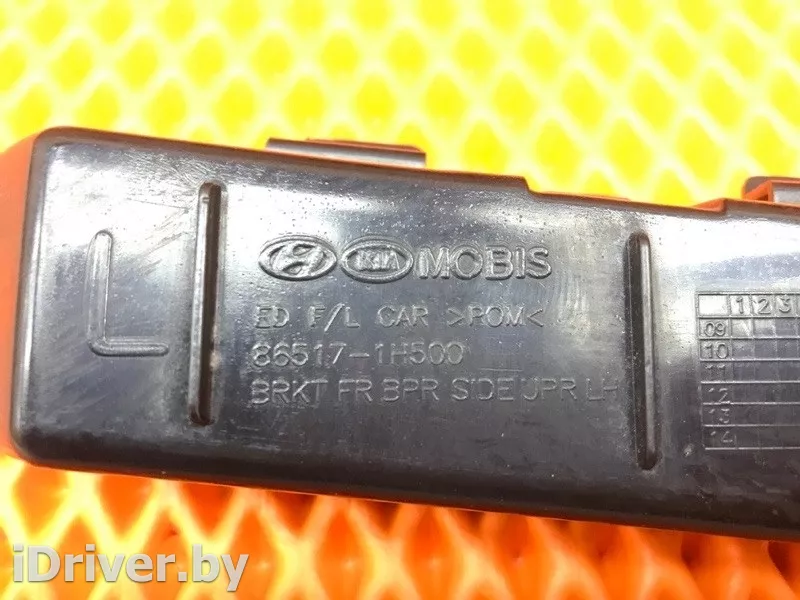 L
H KIA MOBIS
ED F/L CAR >POM<
86517-1H500
BRKT FR BPR SIDE UPR LH
1 2 3
09
10
11
12
13
14
iDriver.by